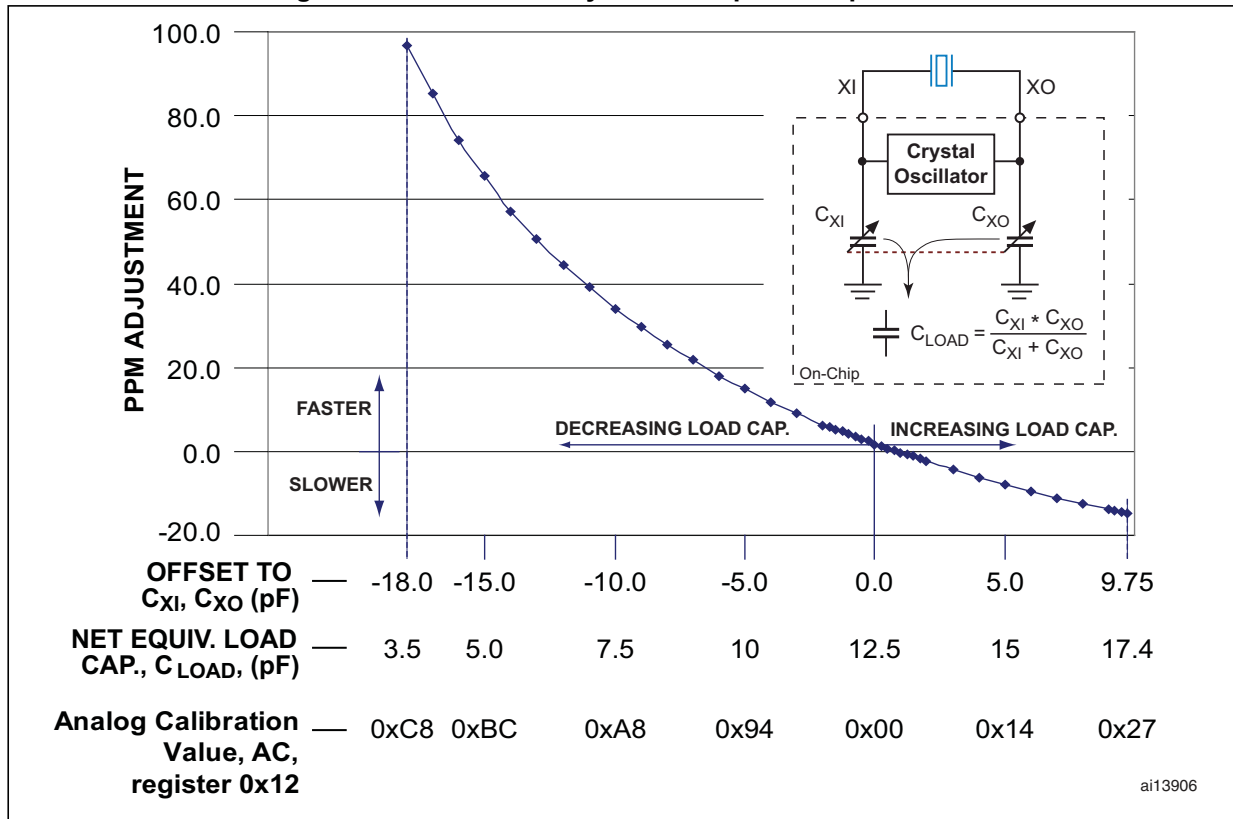 100.0
80.0
60.0
40.0
20.0
0.0
-20.0
PPM ADJUSTMENT
FASTER
SLOWER
DECREASING LOAD CAP.
INCREASING LOAD CAP.
XI
XO
Crystal
Oscillator
CXI
CXO
CLOAD = CXI * CXO
CXI + CXO
On-Chip
OFFSET TO
CXI, CXO (pF)
-18.0 -15.0 -10.0 -5.0 0.0 5.0 9.75
NET EQUIV. LOAD
CAP., CLOAD, (pF)
3.5 5.0 7.5 10 12.5 15 17.4
Analog Calibration
Value, AC,
register 0x12
0xC8 0xBC 0xA8 0x94 0x00 0x14 0x27
ai13906